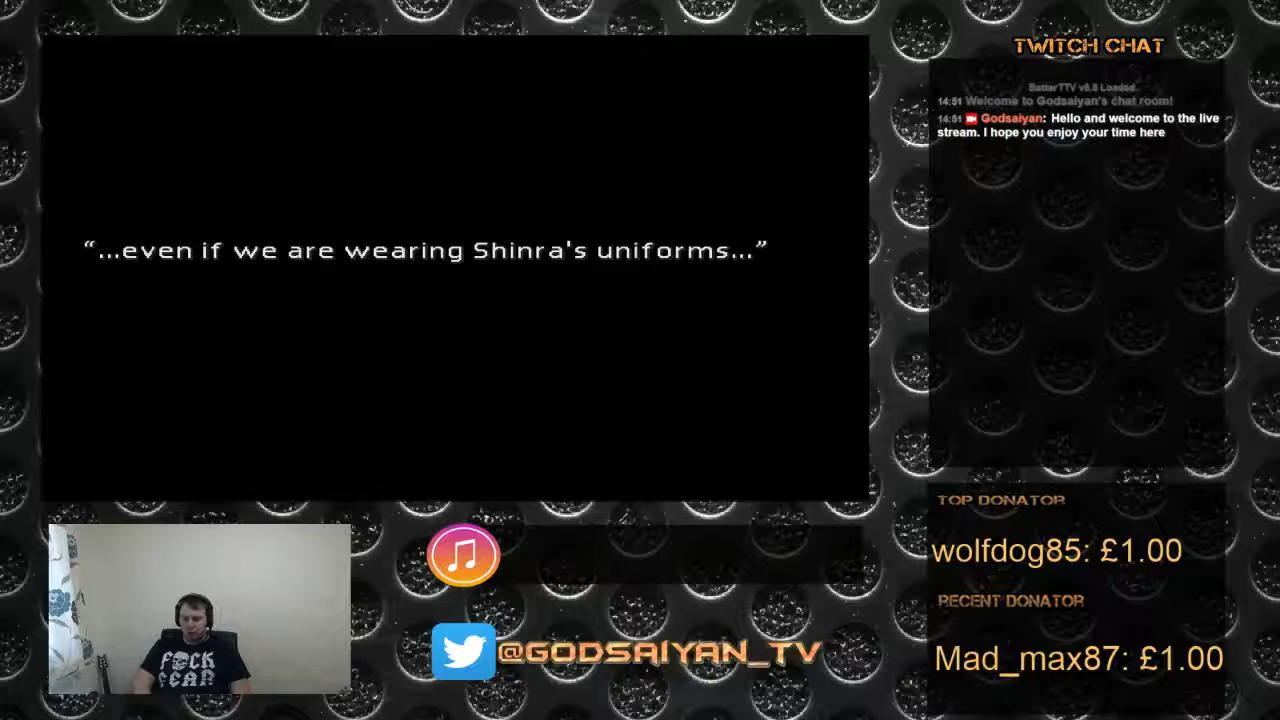 TWITCH CHAT
BetterTTV v6.8 Loaded.
14:51 Welcome to Godsaiyan's chat room!
14:51 Godsaiyan: Hello and welcome to the live
stream. I hope you enjoy your time here
“...even if we are wearing Shinra's uniforms...”
TOP DONATOR
wolfdog85: £1.00
RECENT DONATOR
Mad_max87: £1.00
@GODSAIYAN_TV
FCK
FEAR